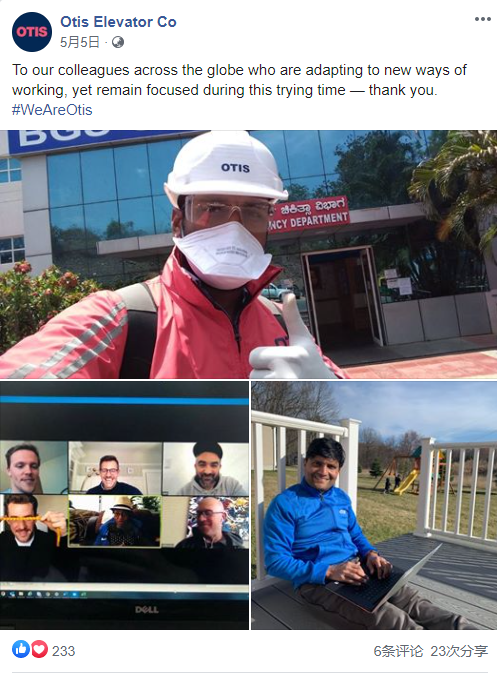 OTIS
Otis Elevator Co
5月5日
To our colleagues across the globe who are adapting to new ways of
working, yet remain focused during this trying time — thank you.
#WeAreOtis
BGS
OTIS
ಚಿಕಿತ್ಸಾ ವಿಭಾಗ
NCY DEPARTMENT
DELL
233
6条评论 23次分享